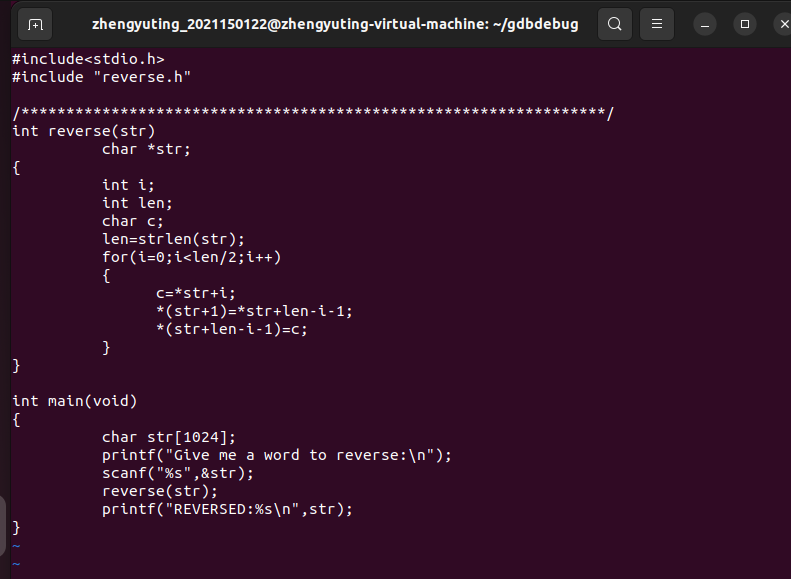 zhengyuting_2021150122@zhengyuting-virtual-machine: ~/gdbdebug
#include<stdio.h>
#include "reverse.h"
/*****************************************************************/
int reverse(str)
          char *str;
{
          int i;
          int len;
          char c;
          len=strlen(str);
          for(i=0;i<len/2;i++)
          {
                c=*str+i;
                *(str+1)=*str+len-i-1;
                *(str+len-i-1)=c;
          }
}
int main(void)
{
          char str[1024];
          printf("Give me a word to reverse:\n");
          scanf("%s",&str);
          reverse(str);
          printf("REVERSED:%s\n",str);
}
~
~